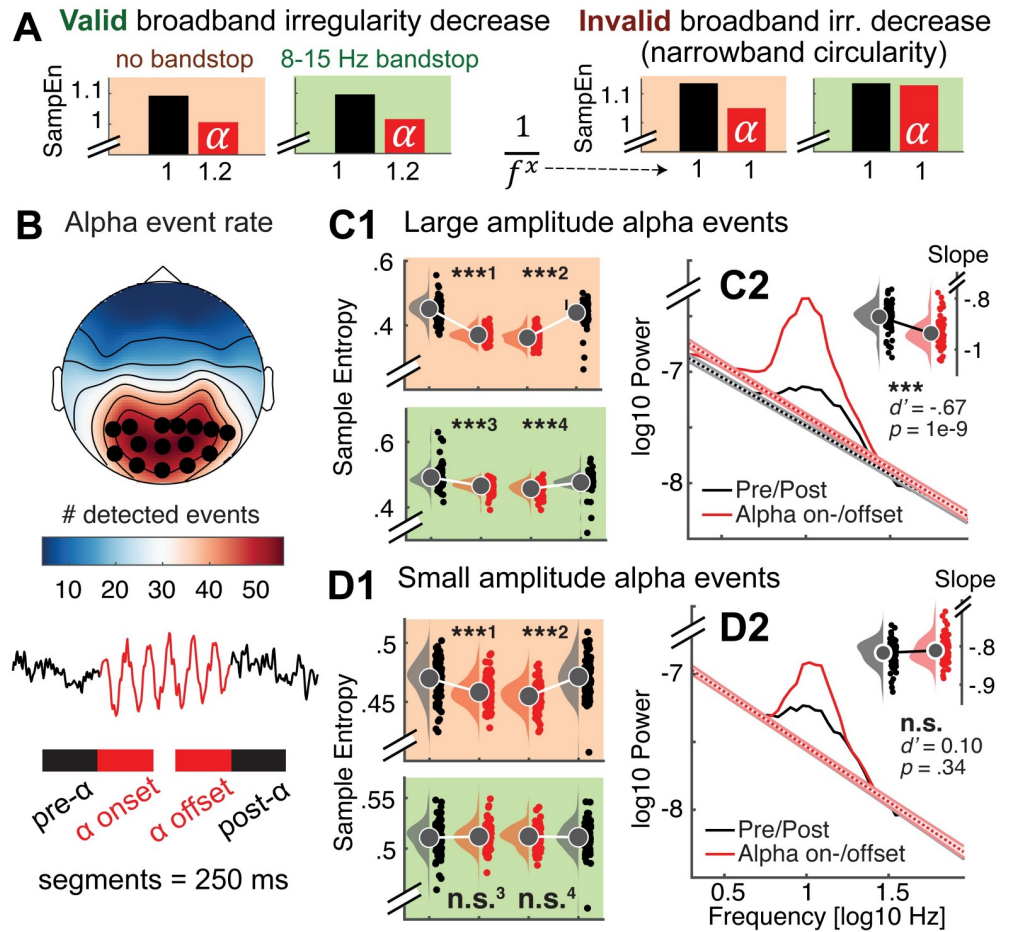 A Valid broadband irregularity decrease
no bandstop
8-15 Hz bandstop
SampEn
1.1
1
α
1 1.2
α
1 1.2
1
f^x
Invalid broadband irr. decrease
(narrowband circularity)
SampEn
1.1
1
α
1 1
α
1 1
B Alpha event rate
# detected events
10 20 30 40 50
pre-α
α onset
α offset
post-α
segments = 250 ms
C1 Large amplitude alpha events
Sample Entropy
.6
.4
***1 ***2
.6
.4
***3 ***4
C2
Slope
-.8
-1
***
d' = -.67
p = 1e-9
log10 Power
-7
-8
Pre/Post
Alpha on-/offset
D1 Small amplitude alpha events
Sample Entropy
.5
.45
***1 ***2
Sample Entropy
.55
.5
n.s.3 n.s.4
D2
Slope
-.8
-.9
n.s.
d' = 0.10
p = .34
log10 Power
-7
-8
Pre/Post
Alpha on-/offset
0.5 1 1.5
Frequency [log10 Hz]